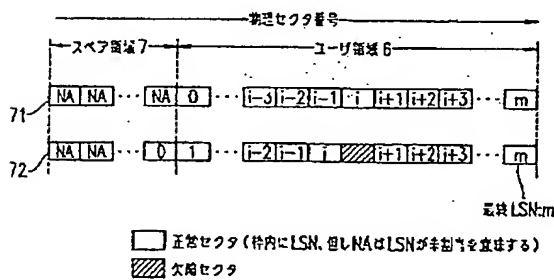 物理セクタ番号
スペア領域7 ユーザ領域6
71 NA NA … NA 0 … i-3 i-2 i-1 i i+1 i+2 i+3 … m
72 NA NA … 0 1 … i-2 i-1 i i+1 i+2 i+3 … m
最終LSN:m
正常セクタ(枠内にLSN、但しNAはLSNが未割当を意味する)
欠陥セクタ